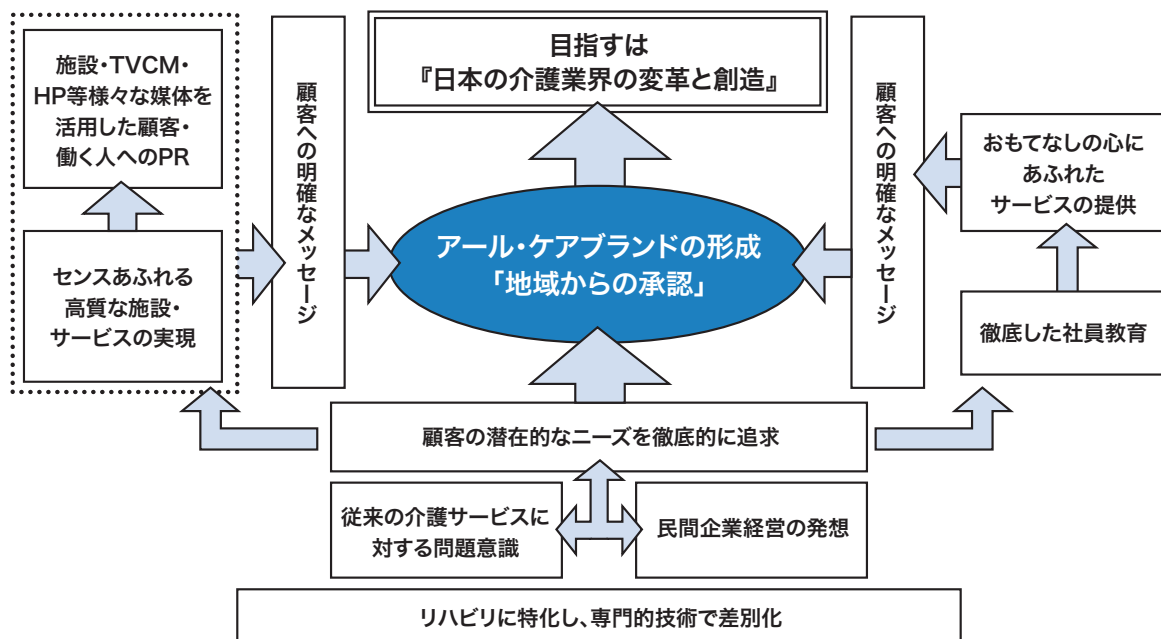 目指すは
『日本の介護業界の変革と創造』
施設・TVCM・
HP等様々な媒体を
活用した顧客・
働く人へのPR
センスあふれる
高質な施設・
サービスの実現
顧客への明確なメッセージ
アール・ケアブランドの形成
「地域からの承認」
顧客への明確なメッセージ
おもてなしの心に
あふれた
サービスの提供
徹底した社員教育
顧客の潜在的なニーズを徹底的に追求
従来の介護サービスに
対する問題意識
民間企業経営の発想
リハビリに特化し、専門的技術で差別化